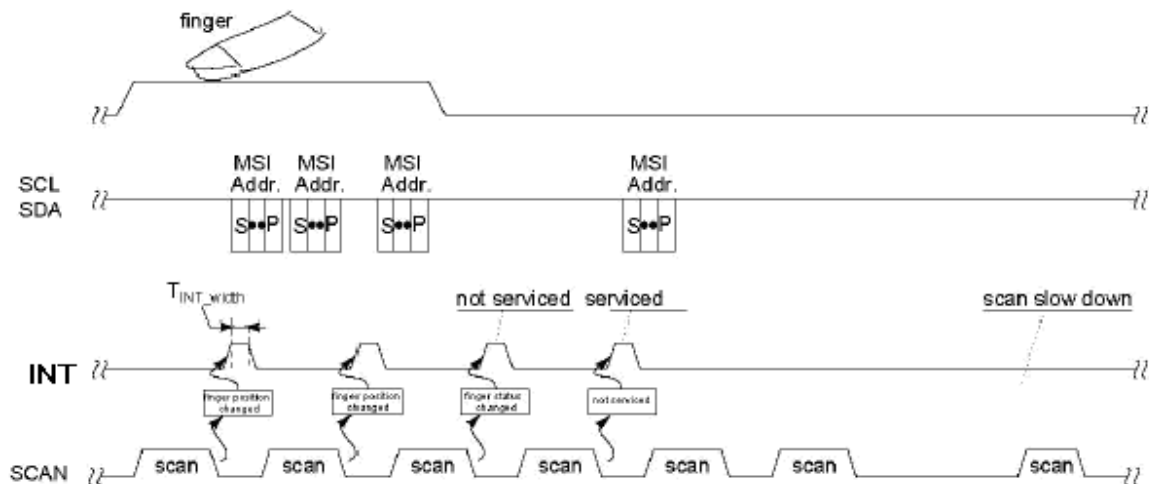 finger
MSI MSI MSI MSI
Addr. Addr. Addr. Addr.
SCL
SDA
S••P S••P S••P S••P
T INT_width
not serviced serviced scan slow down
INT
finger position changed
finger position changed
finger status changed
not serviced
SCAN scan scan scan scan scan scan scan